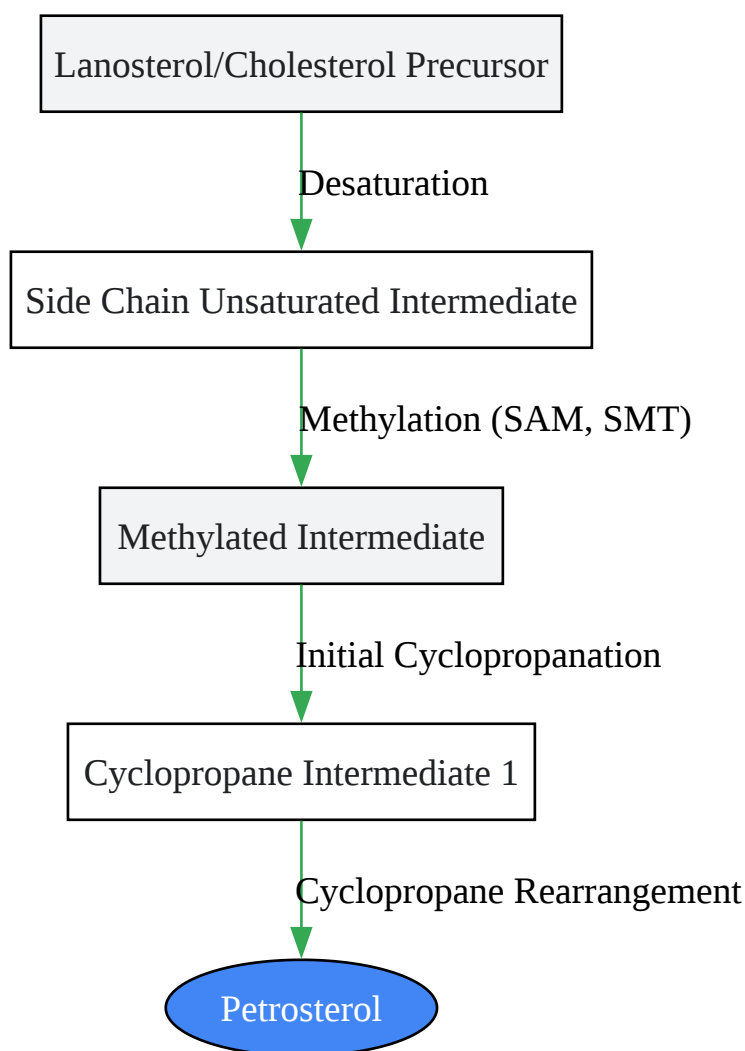 Lanosterol/Cholesterol Precursor
Desaturation
Side Chain Unsaturated Intermediate
Methylation (SAM, SMT)
Methylated Intermediate
Initial Cyclopropanation
Cyclopropane Intermediate 1
Cyclopropane Rearrangement
Petrosterol